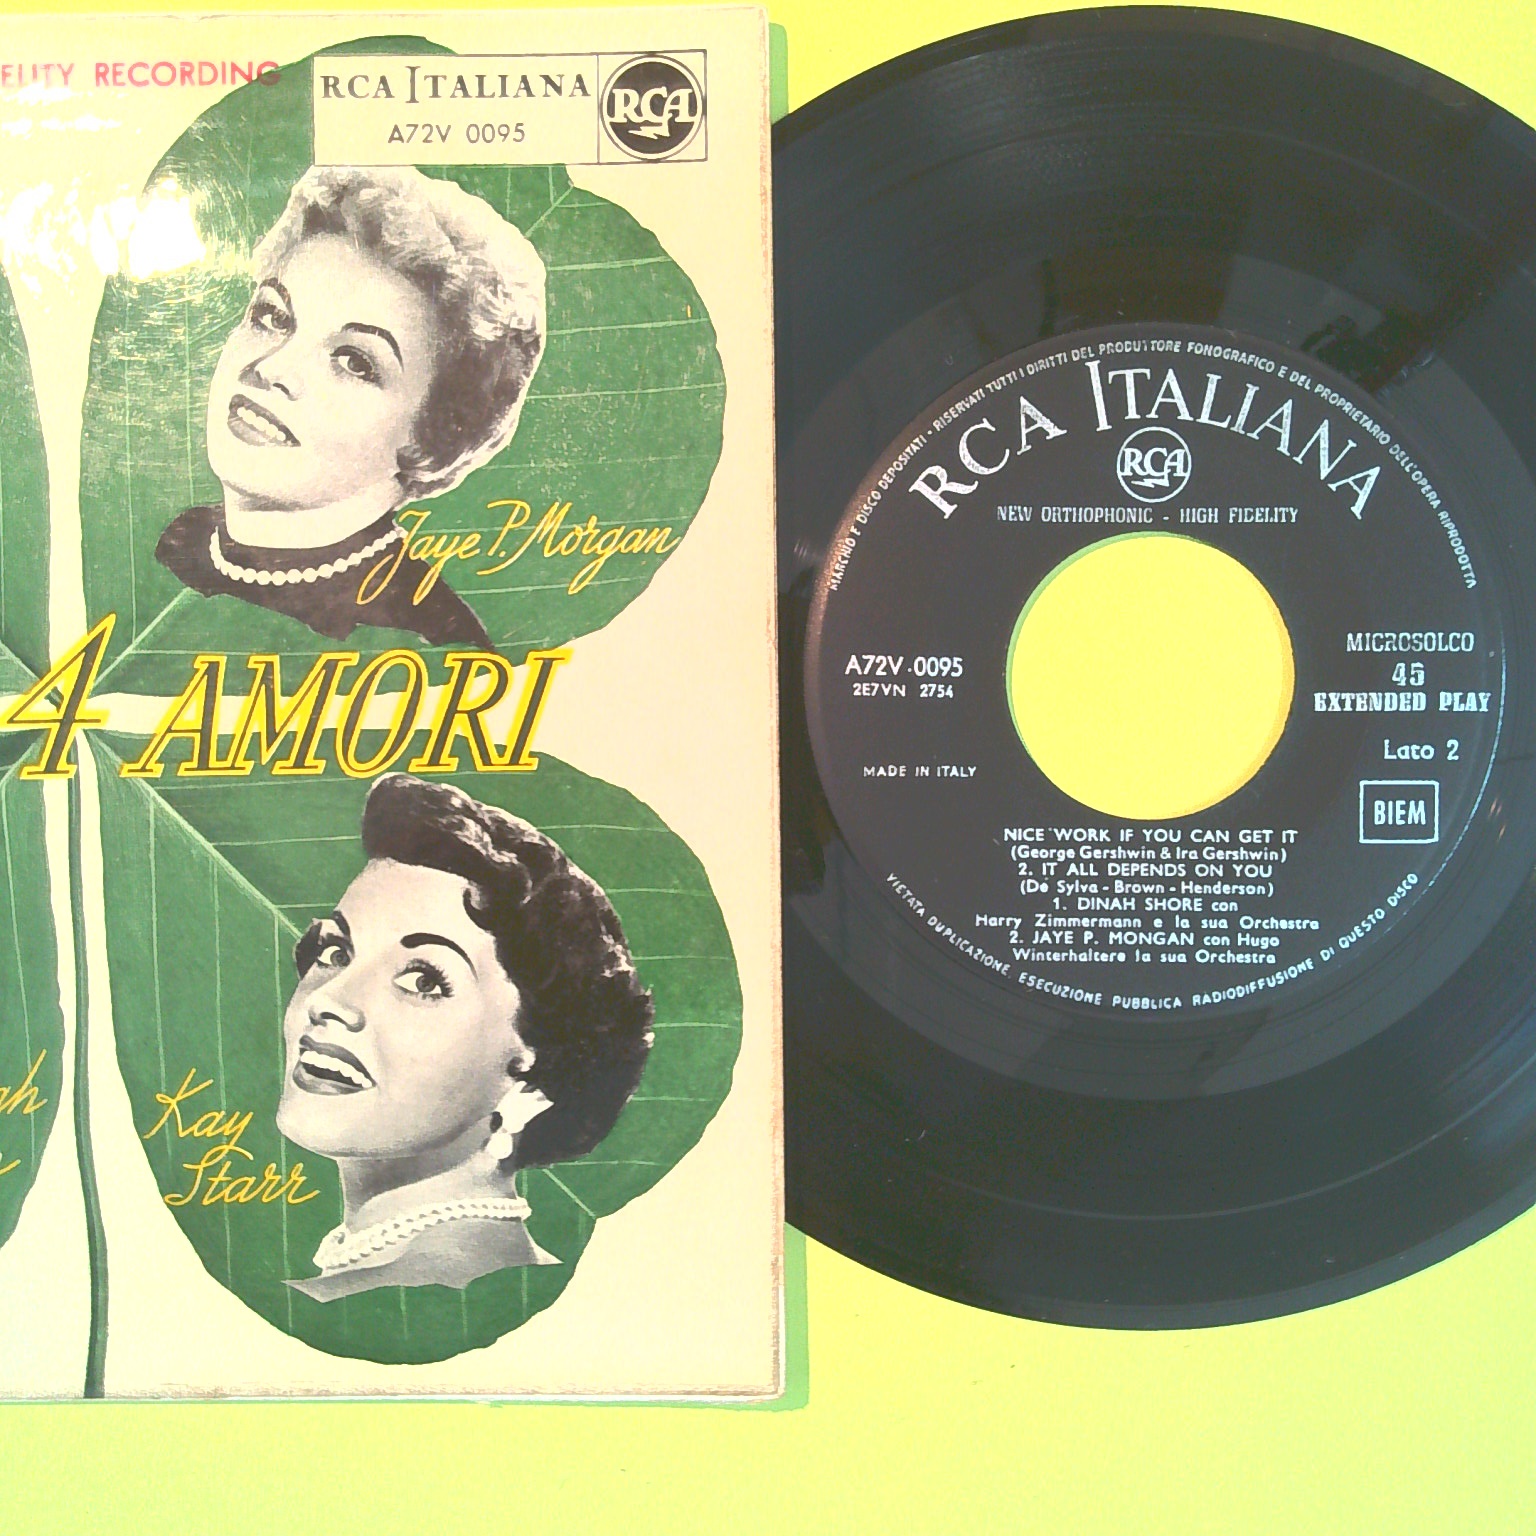 ELITY RECORDING
RCA ITALIANA
A72V 0095
RCA
Jaye P. Morgan
4 AMORI
Kay
Starr
MARCHIO E DISCO DEPOSITATI - RISERVATI TUTTI I DIRITTI DEL PRODUTTORE FONOGRAFICO E DEL PROPRIETARIO DELL'OPERA RIPRODOTTA
RCA ITALIANA
RCA
NEW ORTHOPHONIC - HIGH FIDELITY
A72V-0095
2E7VN 2754
MADE IN ITALY
MICROSOLCO
45
EXTENDED PLAY
Lato 2
BIEM
NICE WORK IF YOU CAN GET IT
(George Gershwin & Ira Gershwin)
2. IT ALL DEPENDS ON YOU
(De Sylva - Brown - Henderson)
1. DINAH SHORE con
Harry Zimmermann e la sua Orchestra
2. JAYE P. MONGAN con Hugo
Winterhaltere la sua Orchestra
VIETATA DUPLICAZIONE, ESECUZIONE PUBBLICA RADIODIFFUSIONE DI QUESTO DISCO